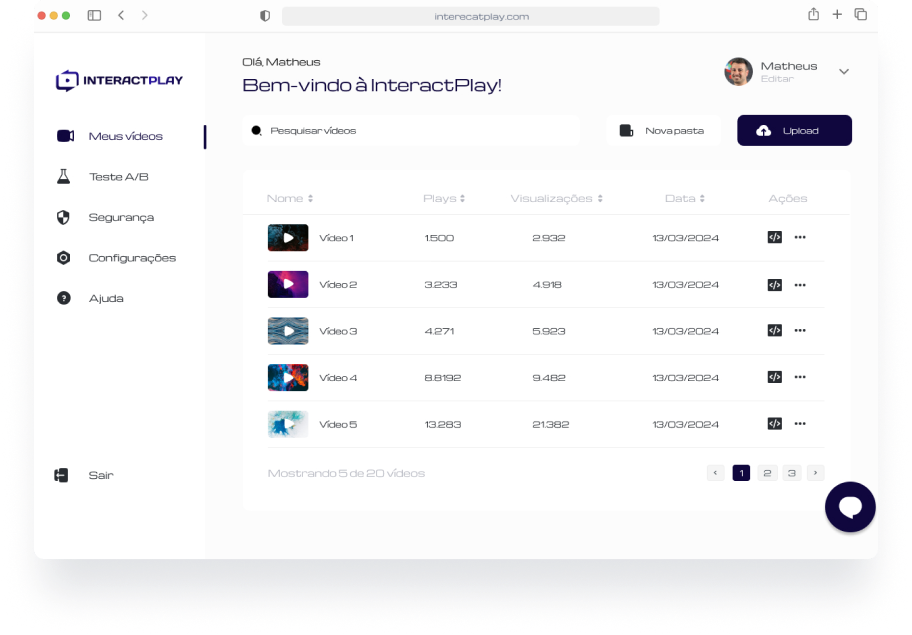 interecatplay.com
INTERACTPLAY
Olá, Matheus
Bem-vindo à InteractPlay!
Matheus
Editar
Meus vídeos
Teste A/B
Segurança
Configurações
Ajuda
Sair
Pesquisar vídeos
Nova pasta
Upload
Nome Plays Visualizações Data Ações
Vídeo 1 1.500 2.932 13/03/2024
Vídeo 2 3.233 4.918 13/03/2024
Vídeo 3 4.271 5.923 13/03/2024
Vídeo 4 8.8192 9.482 13/03/2024
Vídeo 5 13.283 21.382 13/03/2024
Mostrando 5 de 20 vídeos
‹ 1 2 3 ›